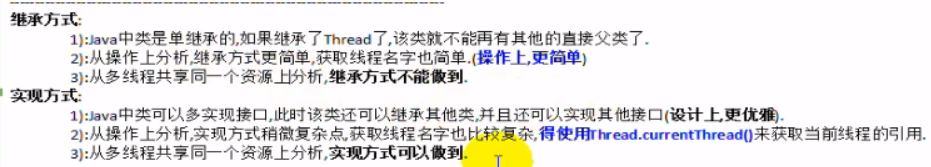 继承方式:
1):Java中类是单继承的,如果继承了Thread了,该类就不能再有其他的直接父类了.
2):从操作上分析,继承方式更简单,获取线程名字也简单.(操作上,更简单)
3):从多线程共享同一个资源上分析,继承方式不能做到.
实现方式:
1):Java中类可以多实现接口,此时该类还可以继承其他类,并且还可以实现其他接口(设计上,更优雅).
2):从操作上分析,实现方式稍微复杂点,获取线程名字也比较复杂,得使用Thread.currentThread()来获取当前线程的引用.
3):从多线程共享同一个资源上分析,实现方式可以做到.